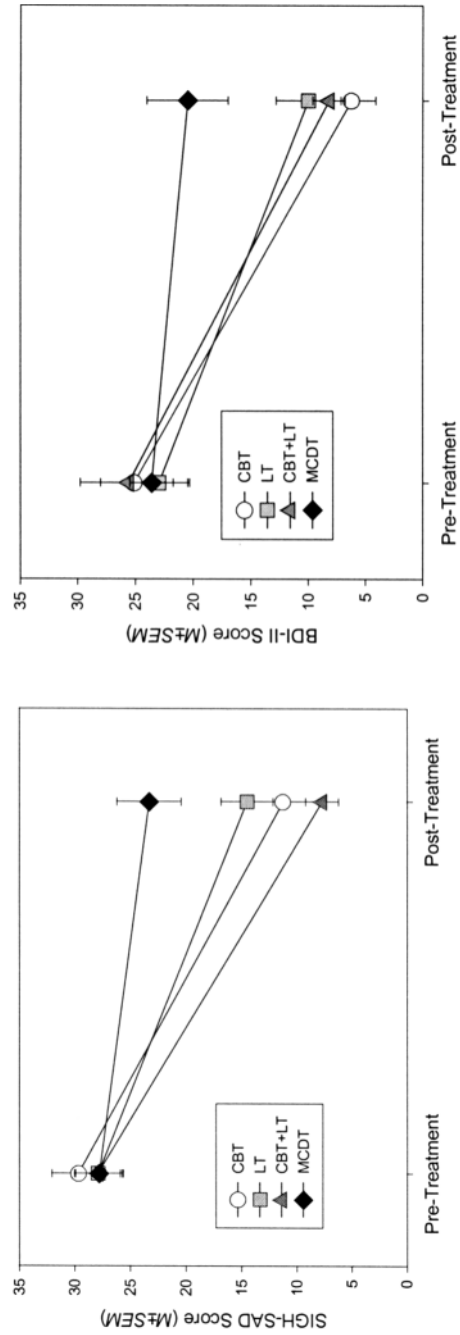 SIGH-SAD Score (M±SEM)
35
30
25
20
15
10
5
0
CBT
LT
CBT+LT
MCDT
Pre-Treatment
Post-Treatment
BDI-II Score (M±SEM)
35
30
25
20
15
10
5
0
CBT
LT
CBT+LT
MCDT
Pre-Treatment
Post-Treatment